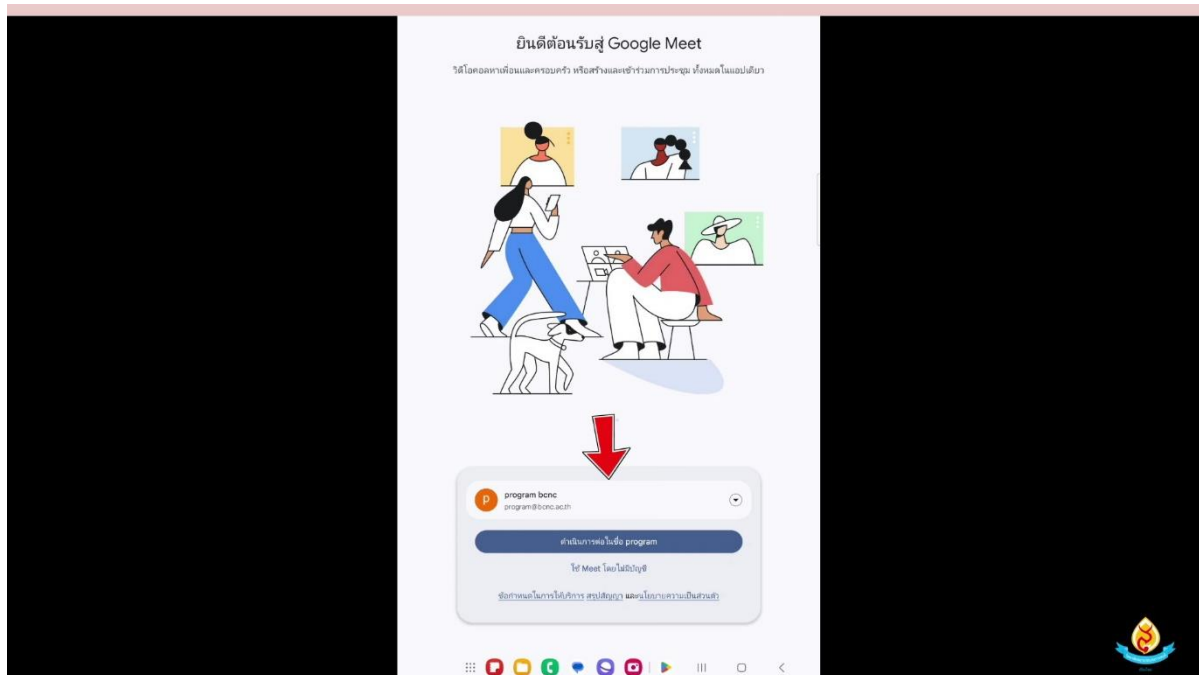 ยินดีต้อนรับสู่ Google Meet
วิดีโอคอลหาเพื่อนและครอบครัว หรือสร้างและเข้าร่วมการประชุม ทั้งหมดในแอปเดียว
p
program bcnc
program@bcnc.ac.th
ดำเนินการต่อในชื่อ program
ใช้ Meet โดยไม่มีบัญชี
ข้อกำหนดในการให้บริการ สรุปสัญญา และนโยบายความเป็นส่วนตัว